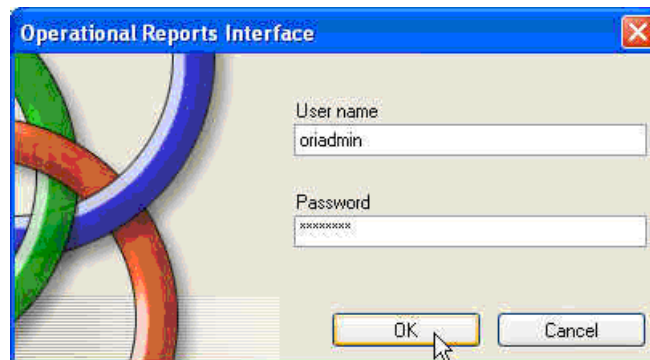 Operational Reports Interface
User name
oriadmin
Password
********
OK
Cancel